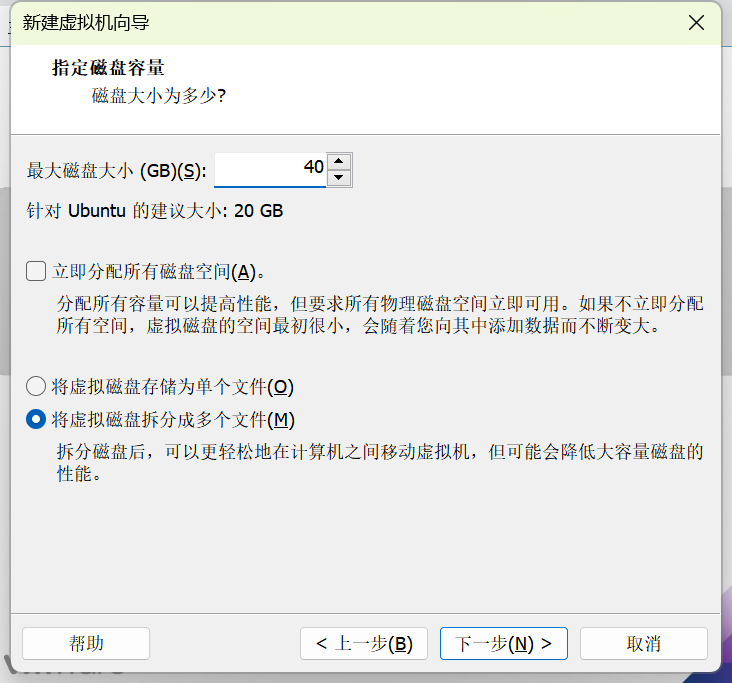 新建虚拟机向导
指定磁盘容量
磁盘大小为多少?
最大磁盘大小 (GB)(S): 40
针对 Ubuntu 的建议大小: 20 GB
立即分配所有磁盘空间(A)。
分配所有容量可以提高性能，但要求所有物理磁盘空间立即可用。如果不立即分配
所有空间，虚拟磁盘的空间最初很小，会随着您向其中添加数据而不断变大。
将虚拟磁盘存储为单个文件(O)
将虚拟磁盘拆分成多个文件(M)
拆分磁盘后，可以更轻松地在计算机之间移动虚拟机，但可能会降低大容量磁盘的
性能。
帮助 < 上一步(B) 下一步(N) > 取消